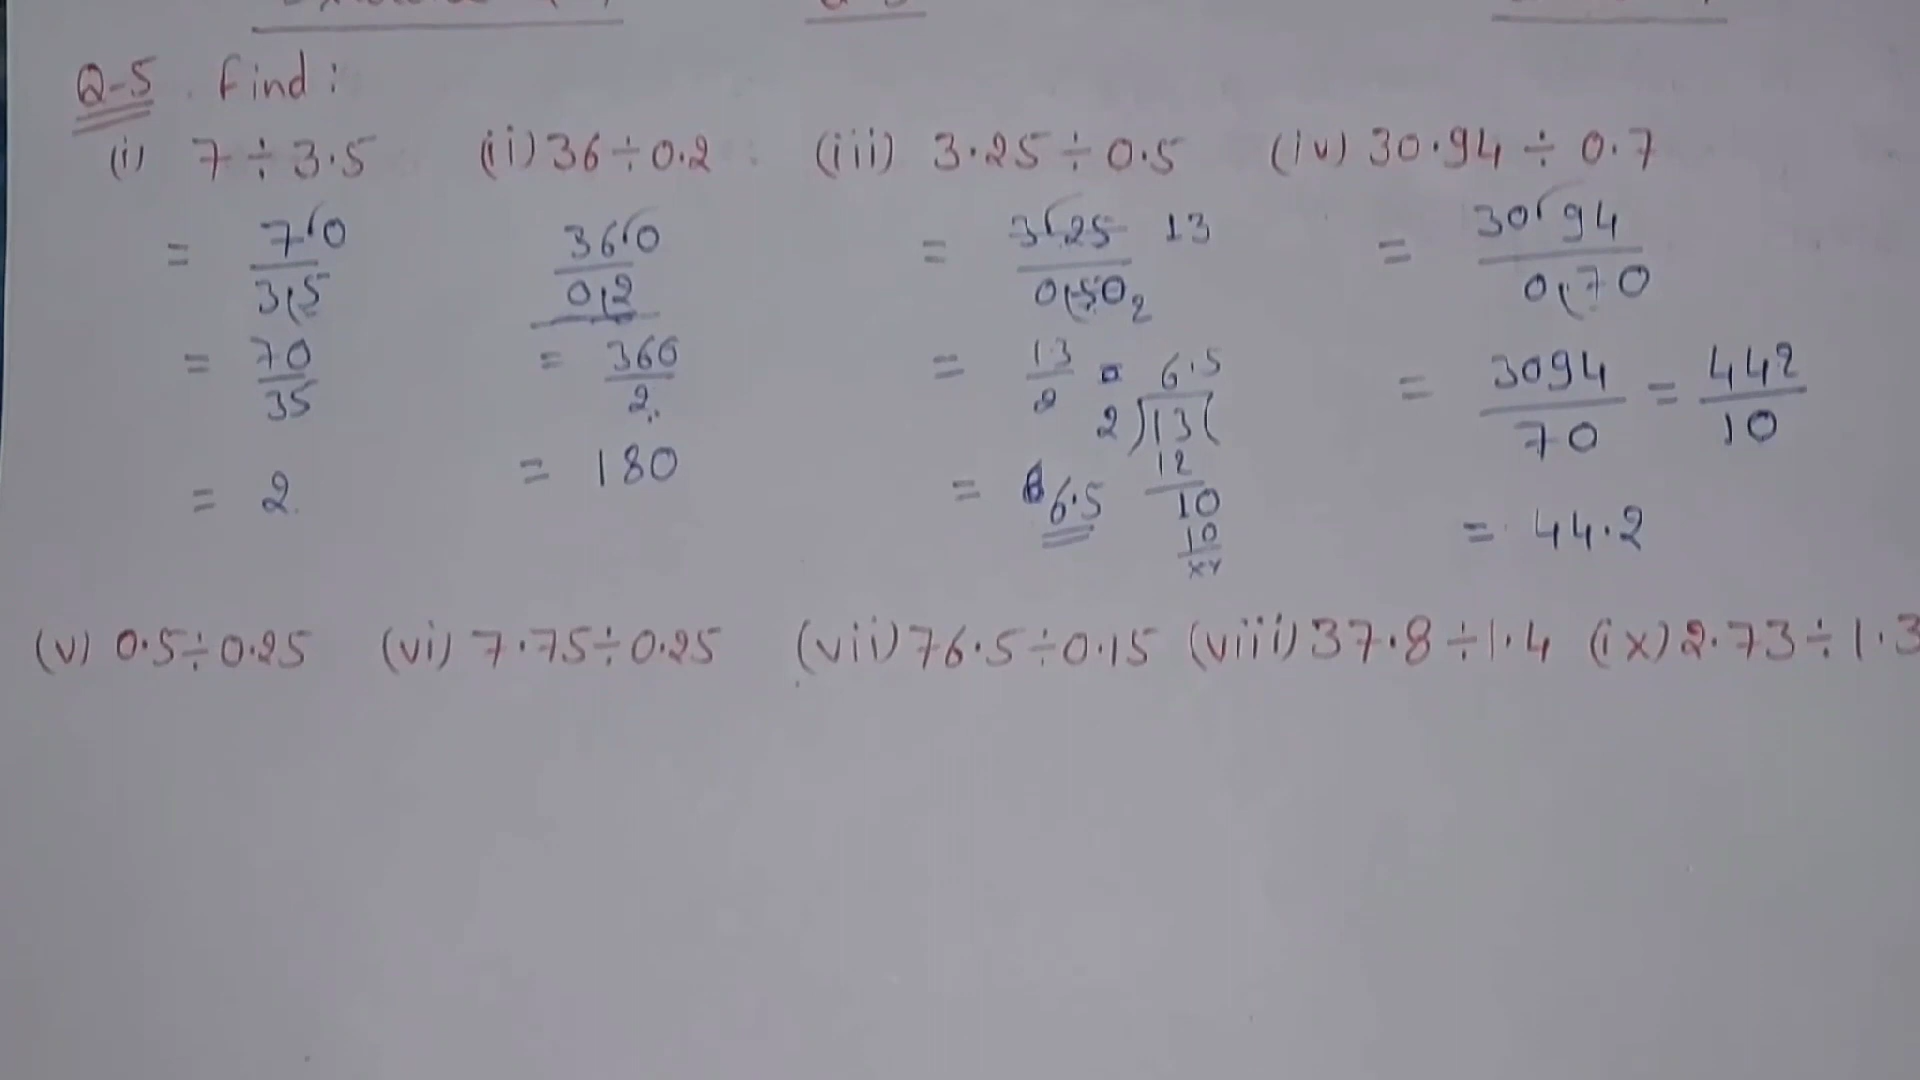 Q-5. Find :
(i) 7 ÷ 3.5 (ii) 36 ÷ 0.2 (iii) 3.25 ÷ 0.5 (iv) 30.94 ÷ 0.7
= 7.0 / 3.5
= 70 / 35
= 2
36.0 / 0.2
= 360 / 2
= 180
= 3.25 / 0.50 13 2
= 13 / 2
6.5
2)13(
12
10
10
xx
= 6.5
= 30.94 / 0.70
= 3094 / 70 = 442 / 10
= 44.2
(v) 0.5 ÷ 0.25 (vi) 7.75 ÷ 0.25 (vii) 76.5 ÷ 0.15 (viii) 37.8 ÷ 1.4 (ix) 2.73 ÷ 1.3